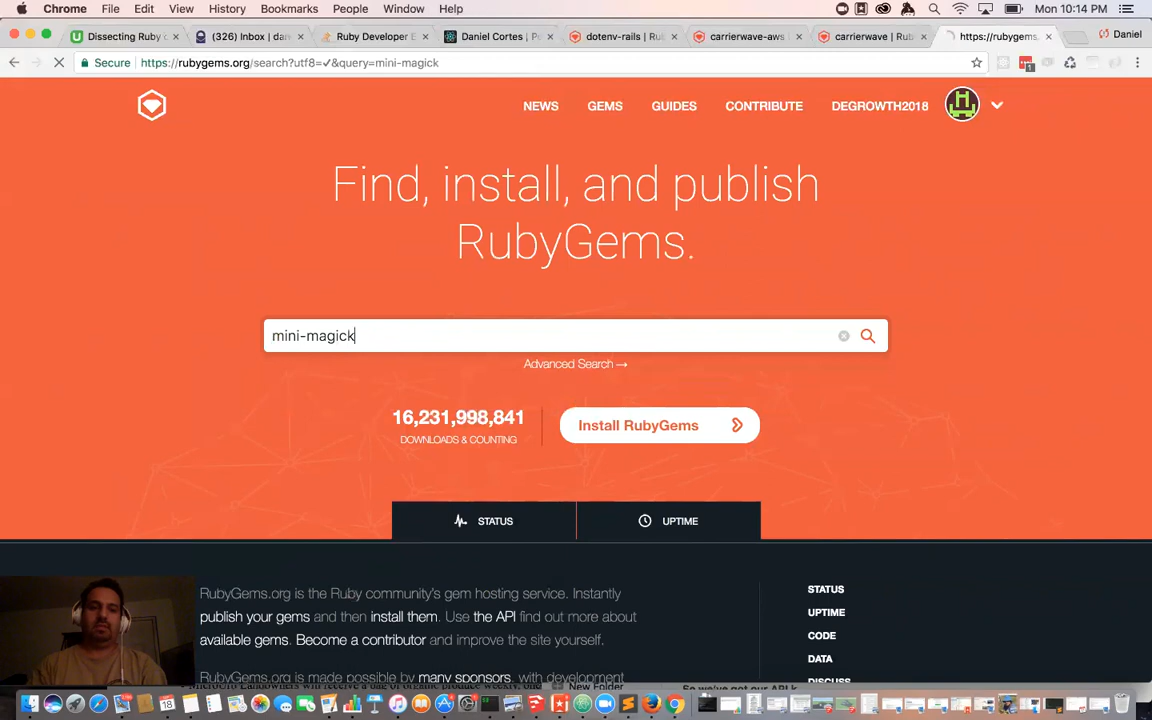 Chrome File Edit View History Bookmarks People Window Help Mon 10:14 PM
Dissecting Ruby (326) Inbox | Ruby Developer Daniel Cortes dotenv-rails | carrierwave-aws carrierwave | https://rubygems. Daniel
Secure https://rubygems.org/search?utf8=✓&query=mini-magick
NEWS GEMS GUIDES CONTRIBUTE DEGROWTH2018
Find, install, and publish
RubyGems.
mini-magick
Advanced Search →
16,231,998,841
DOWNLOADS & COUNTING
Install RubyGems
STATUS UPTIME
RubyGems.org is the Ruby community's gem hosting service. Instantly
publish your gems and then install them. Use the API find out more about
available gems. Become a contributor and improve the site yourself.
RubyGems.org is made possible by many sponsors, with development
STATUS
UPTIME
CODE
DATA
New Folder